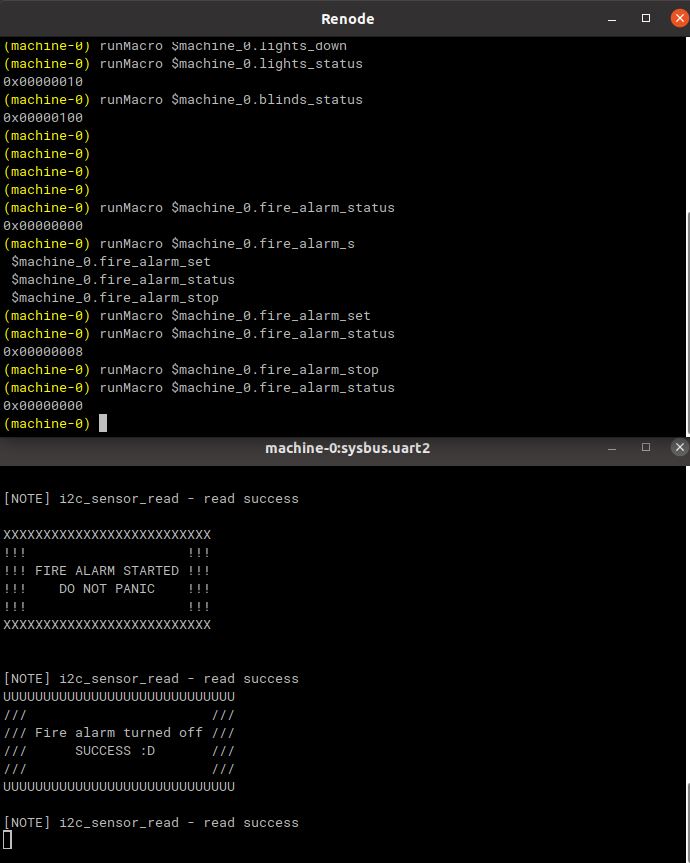 Renode
(machine-0) runMacro $machine_0.lights_down
(machine-0) runMacro $machine_0.lights_status
0x00000010
(machine-0) runMacro $machine_0.blinds_status
0x00000100
(machine-0)
(machine-0)
(machine-0)
(machine-0)
(machine-0) runMacro $machine_0.fire_alarm_status
0x00000000
(machine-0) runMacro $machine_0.fire_alarm_s
 $machine_0.fire_alarm_set
 $machine_0.fire_alarm_status
 $machine_0.fire_alarm_stop
(machine-0) runMacro $machine_0.fire_alarm_set
(machine-0) runMacro $machine_0.fire_alarm_status
0x00000008
(machine-0) runMacro $machine_0.fire_alarm_stop
(machine-0) runMacro $machine_0.fire_alarm_status
0x00000000
(machine-0)
machine-0:sysbus.uart2
[NOTE] i2c_sensor_read - read success
XXXXXXXXXXXXXXXXXXXXXXXXXX
!!!                    !!!
!!! FIRE ALARM STARTED !!!
!!!    DO NOT PANIC    !!!
!!!                    !!!
XXXXXXXXXXXXXXXXXXXXXXXXXX
[NOTE] i2c_sensor_read - read success
UUUUUUUUUUUUUUUUUUUUUUUUUUUUU
///                       ///
/// Fire alarm turned off ///
///      SUCCESS :D       ///
///                       ///
UUUUUUUUUUUUUUUUUUUUUUUUUUUUU
[NOTE] i2c_sensor_read - read success